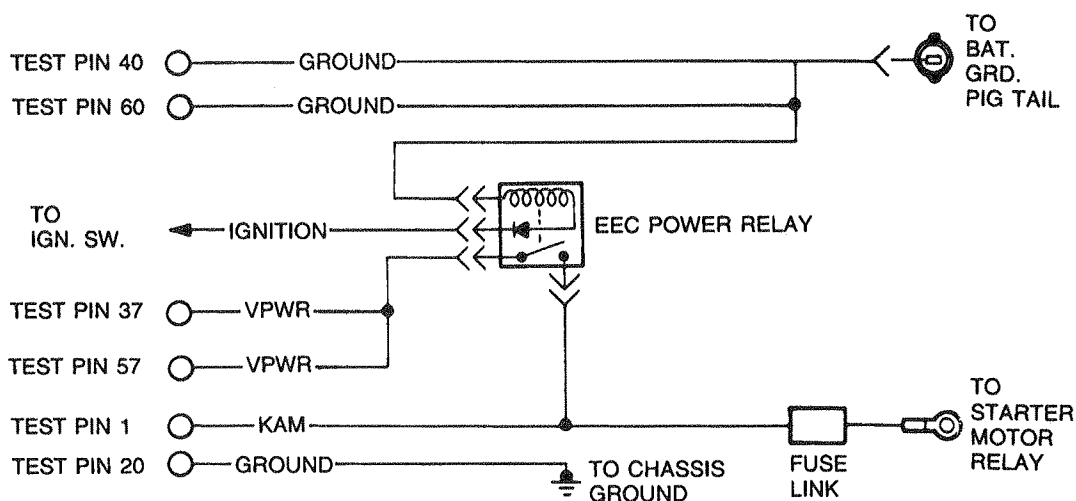 TEST PIN 40
GROUND
TO
BAT.
GRD.
PIG TAIL
TEST PIN 60
GROUND
TO
IGN. SW.
IGNITION
EEC POWER RELAY
TEST PIN 37
VPWR
TEST PIN 57
VPWR
TEST PIN 1
KAM
TO
STARTER
MOTOR
RELAY
TEST PIN 20
GROUND
TO CHASSIS
GROUND
FUSE
LINK